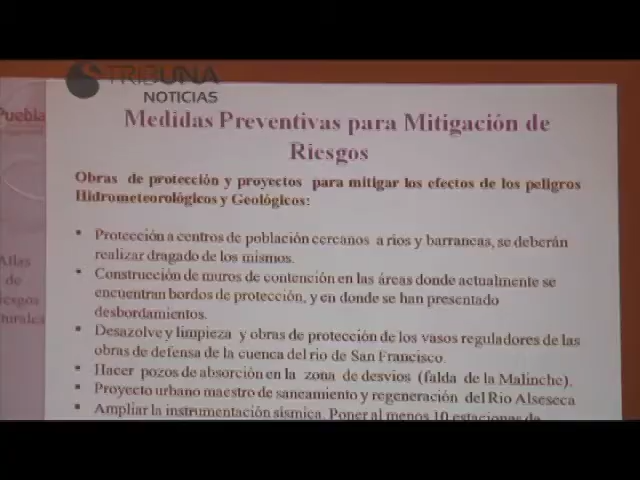 TRIBUNA
NOTICIAS
Puebla
Medidas Preventivas para Mitigación de
Riesgos
Obras de protección y proyectos para mitigar los efectos de los peligros
Hidrometeorológicos y Geológicos:
Protección a centros de población cercanos a rios y barrancas, se deberán
realizar dragado de los mismos.
Construcción de muros de contención en las áreas donde actualmente se
encuentran bordos de protección, y en donde se han presentado
desbordamientos.
Desazolve y limpieza y obras de protección de los vasos reguladores de las
obras de defensa de la cuenca del rio de San Francisco.
Hacer pozos de absorción en la zona de desvios (falda de la Malinche).
Proyecto urbano maestro de saneamiento y regeneración del Rio Alseseca
Ampliar la instrumentación sísmica. Poner al menos 10 estaciones de
Atlas
de